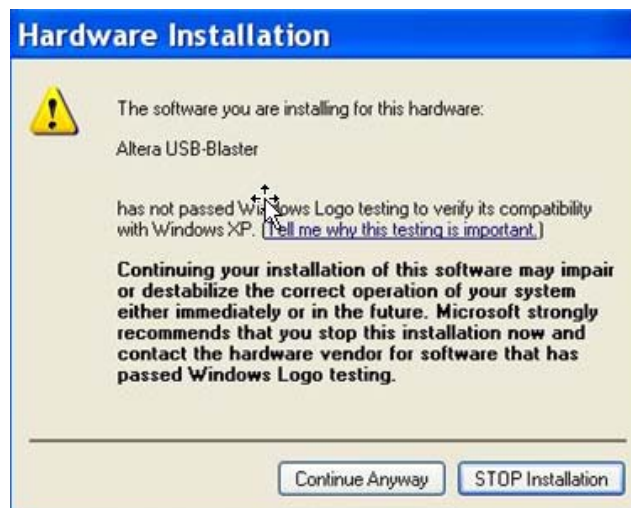 Hardware Installation
The software you are installing for this hardware:
Altera USB-Blaster
has not passed Windows Logo testing to verify its compatibility
with Windows XP. (Tell me why this testing is important.)
Continuing your installation of this software may impair
or destabilize the correct operation of your system
either immediately or in the future. Microsoft strongly
recommends that you stop this installation now and
contact the hardware vendor for software that has
passed Windows Logo testing.
Continue Anyway STOP Installation